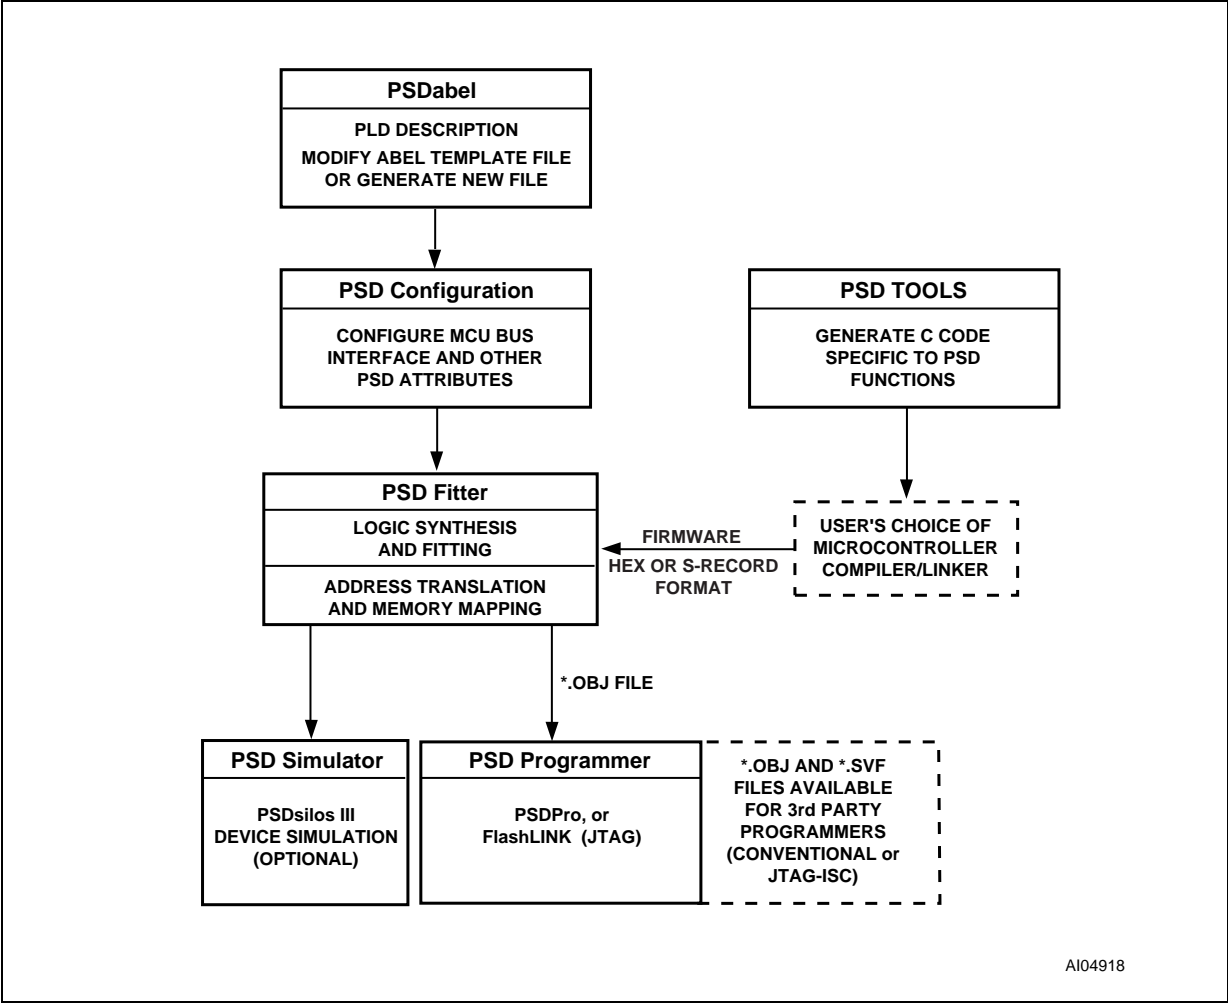 PSDabel
PLD DESCRIPTION
MODIFY ABEL TEMPLATE FILE
OR GENERATE NEW FILE
PSD Configuration
CONFIGURE MCU BUS
INTERFACE AND OTHER
PSD ATTRIBUTES
PSD TOOLS
GENERATE C CODE
SPECIFIC TO PSD
FUNCTIONS
PSD Fitter
LOGIC SYNTHESIS
AND FITTING
ADDRESS TRANSLATION
AND MEMORY MAPPING
FIRMWARE
HEX OR S-RECORD
FORMAT
USER'S CHOICE OF
MICROCONTROLLER
COMPILER/LINKER
*.OBJ FILE
PSD Simulator
PSDsilos III
DEVICE SIMULATION
(OPTIONAL)
PSD Programmer
PSDPro, or
FlashLINK (JTAG)
*.OBJ AND *.SVF
FILES AVAILABLE
FOR 3rd PARTY
PROGRAMMERS
(CONVENTIONAL or
JTAG-ISC)
AI04918